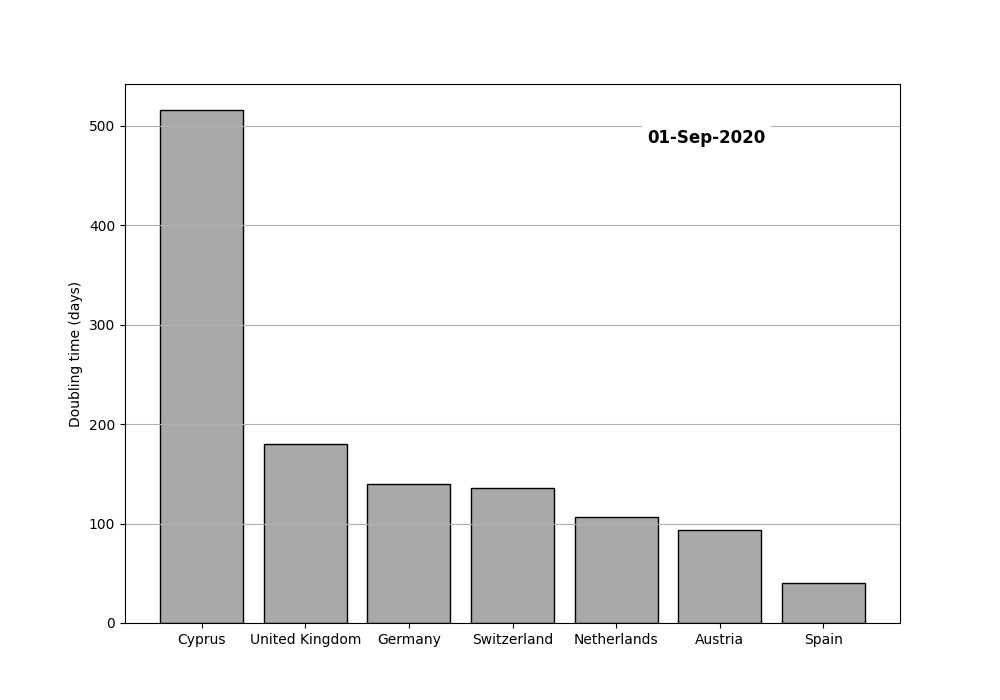 01-Sep-2020
Doubling time (days)
500
400
300
200
100
0
Cyprus United Kingdom Germany Switzerland Netherlands Austria Spain